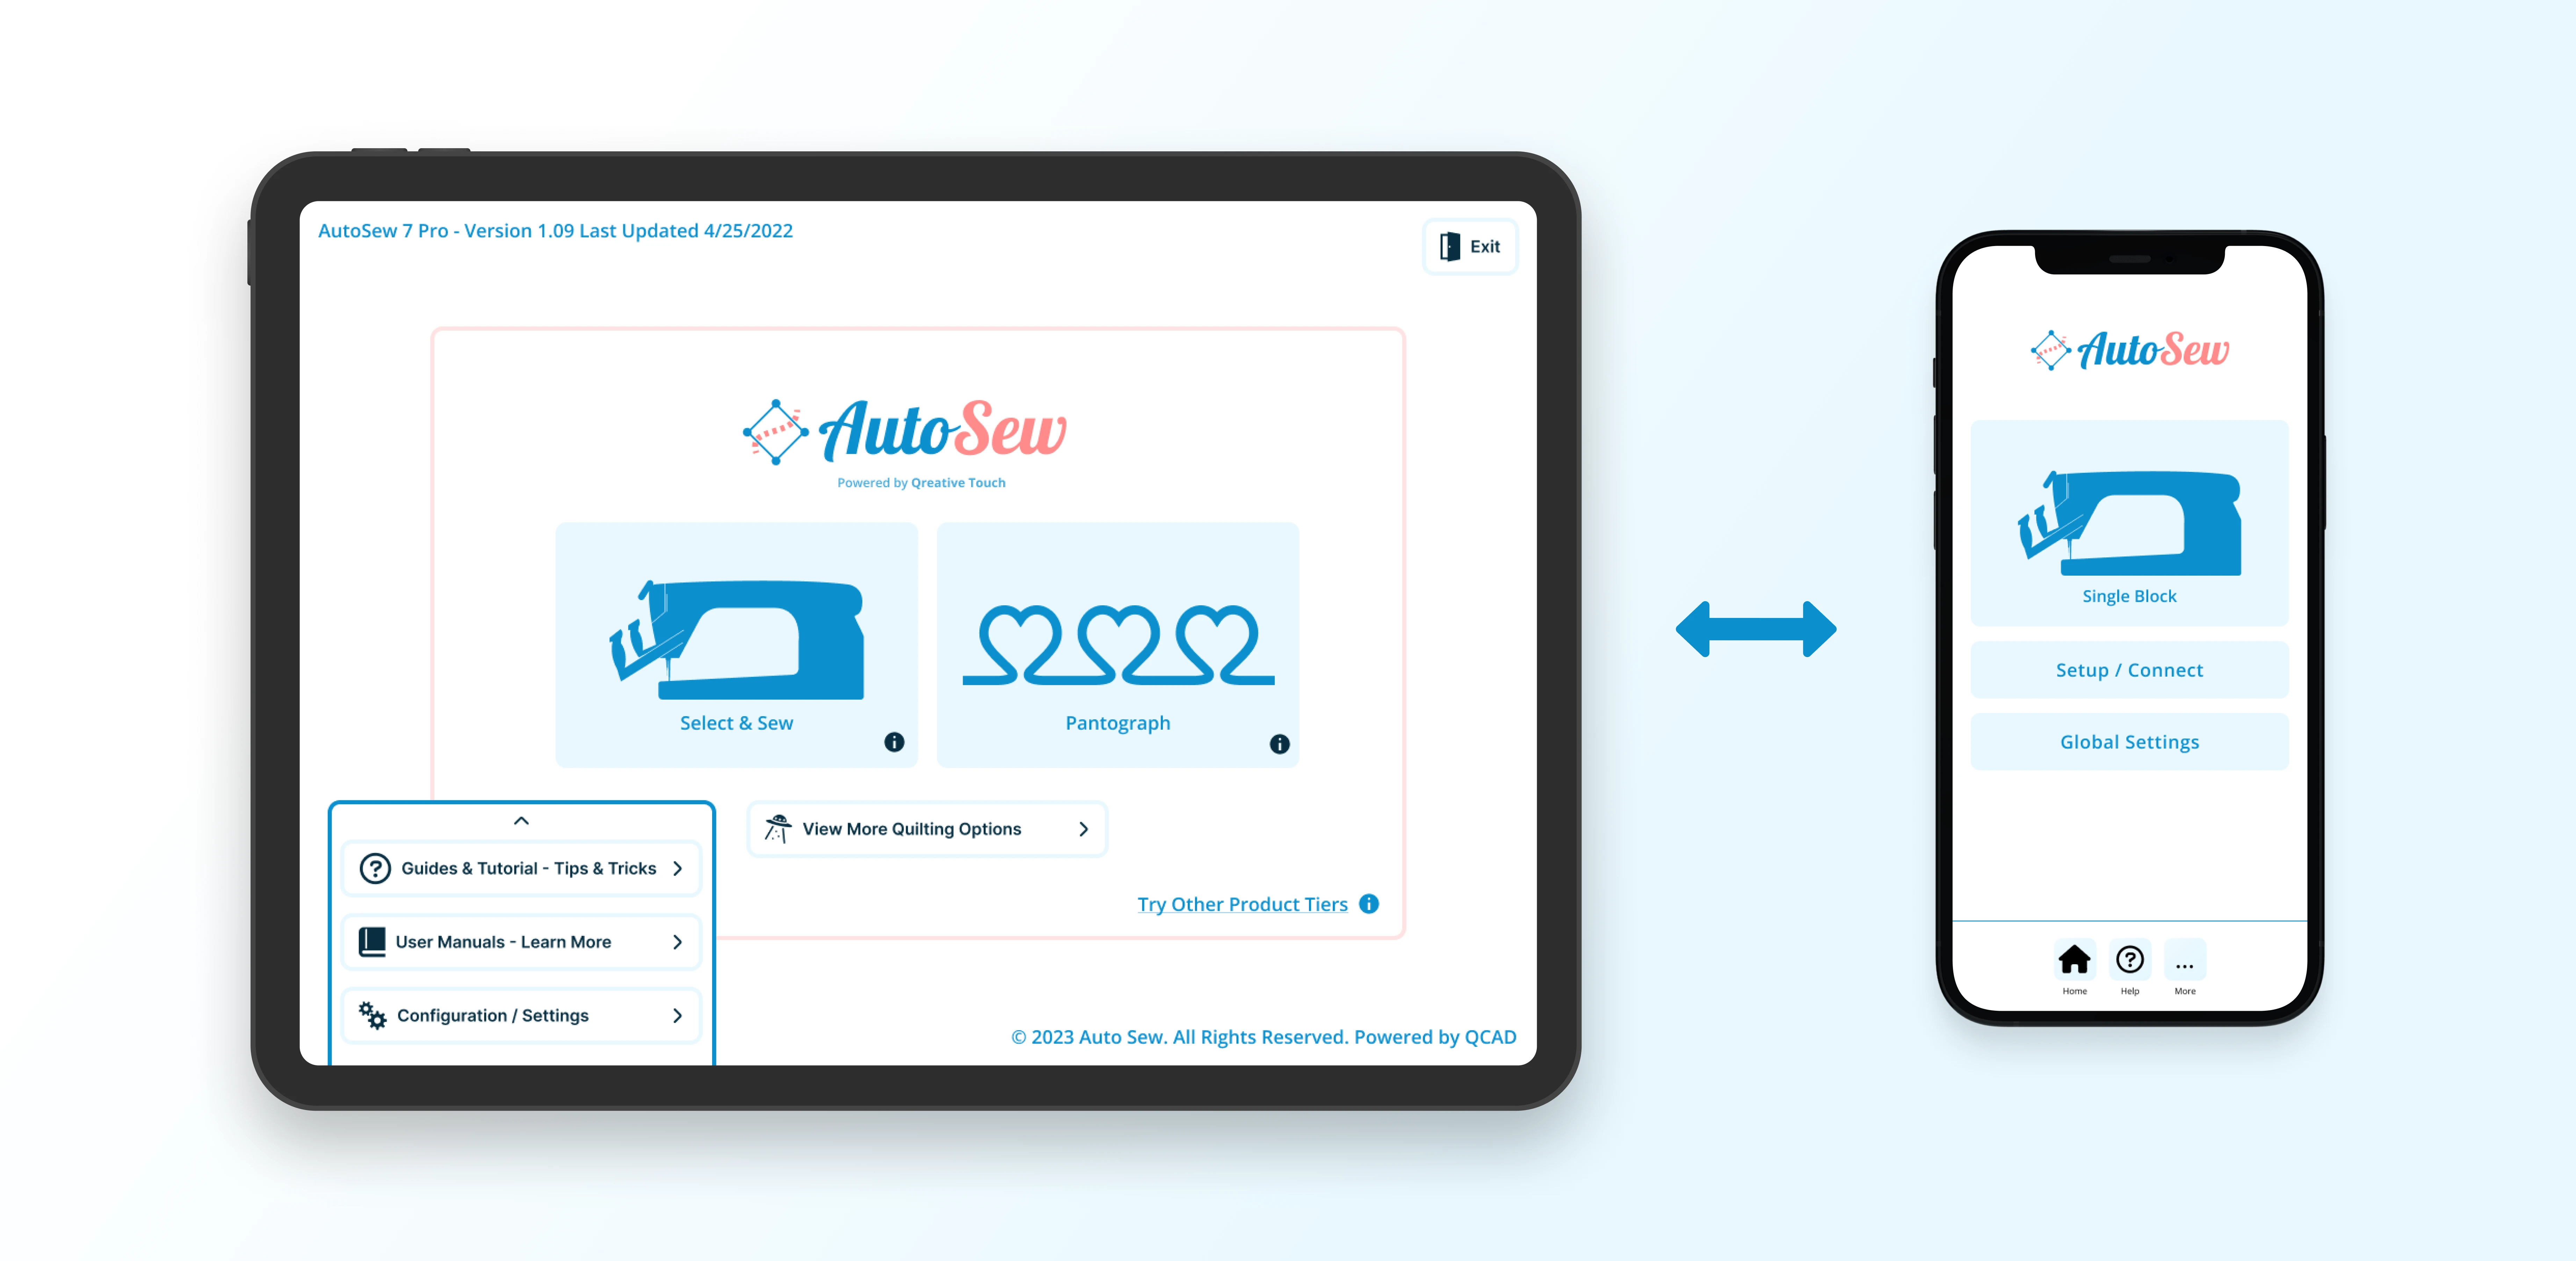 AutoSew 7 Pro - Version 1.09 Last Updated 4/25/2022
Exit
AutoSew
Powered by Qreative Touch
Select & Sew
Pantograph
View More Quilting Options
Guides & Tutorial - Tips & Tricks
User Manuals - Learn More
Configuration / Settings
Try Other Product Tiers
© 2023 Auto Sew. All Rights Reserved. Powered by QCAD
AutoSew
Single Block
Setup / Connect
Global Settings
Home
Help
More